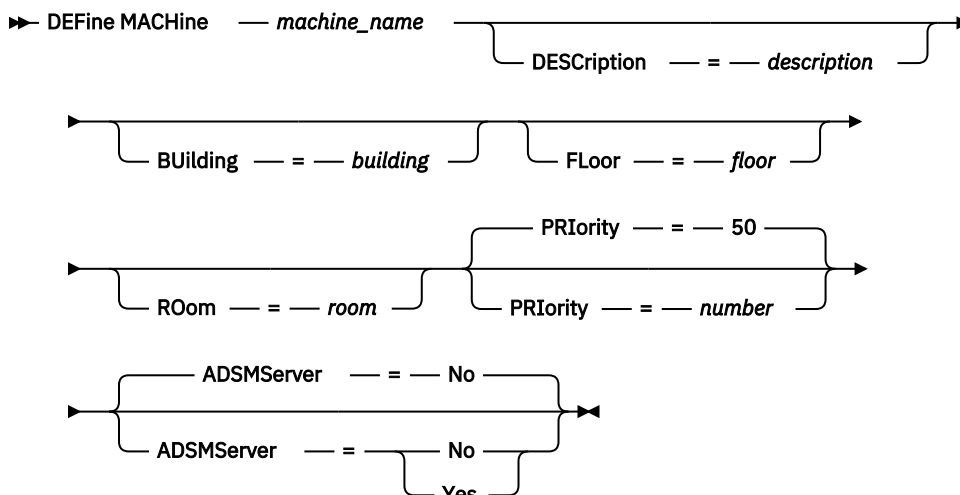 DEFine MACHine machine_name
DESCription = description
BUilding = building FLoor = floor
PRIority = 50
ROom = room PRIority = number
ADSMServer = No
ADSMServer = No
Yes